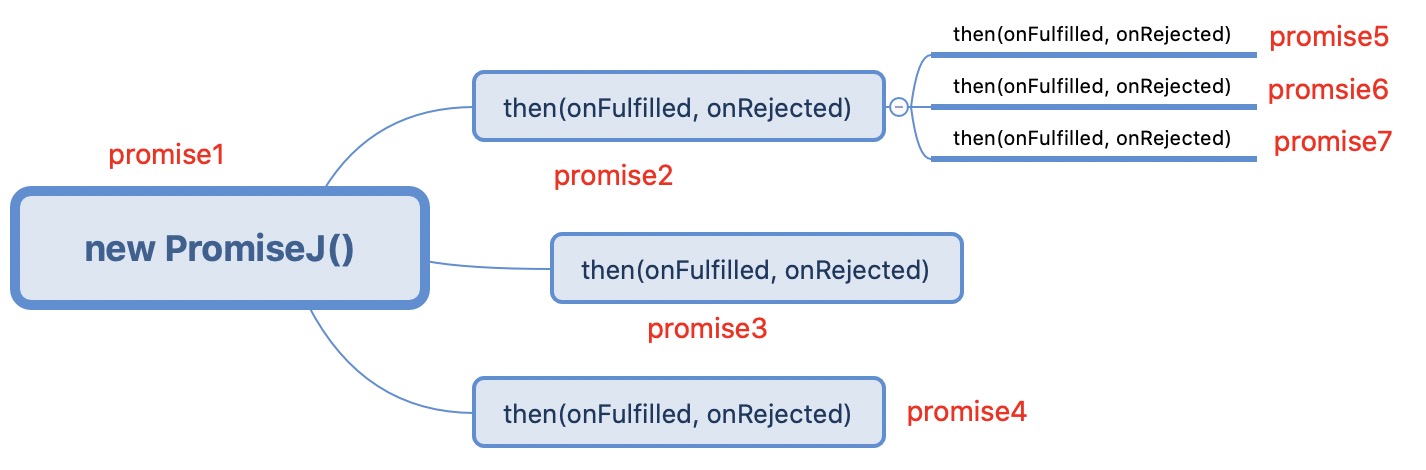 then(onFulfilled, onRejected) promise5
then(onFulfilled, onRejected) promsie6
then(onFulfilled, onRejected)
then(onFulfilled, onRejected) promise7
promise1
promise2
new PromiseJ()
then(onFulfilled, onRejected)
promise3
then(onFulfilled, onRejected) promise4